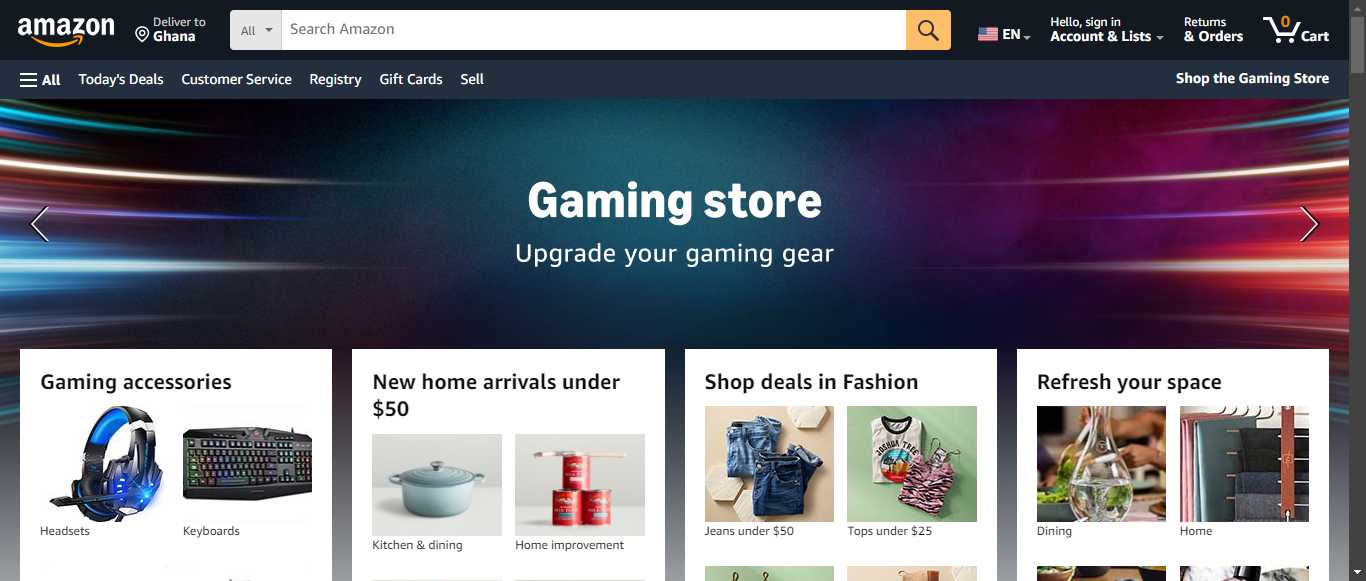 amazon
Deliver to
Ghana
All
Search Amazon
EN
Hello, sign in
Account & Lists
Returns
& Orders
0
Cart
All
Today's Deals
Customer Service
Registry
Gift Cards
Sell
Shop the Gaming Store
Gaming store
Upgrade your gaming gear
Gaming accessories
Headsets
Keyboards
New home arrivals under
$50
Kitchen & dining
Home improvement
Shop deals in Fashion
JOSHUA TREE
Jeans under $50
Tops under $25
Refresh your space
Dining
Home